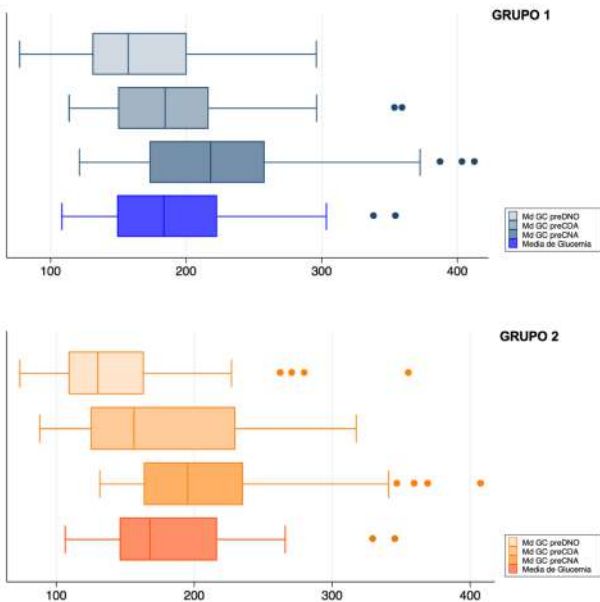 GRUPO 1
Md GC preDNO
Md GC preCDA
Md GC preCNA
Media de Glucemia
100 200 300 400
GRUPO 2
Md GC preDNO
Md GC preCDA
Md GC preCNA
Media de Glucemia
100 200 300 400